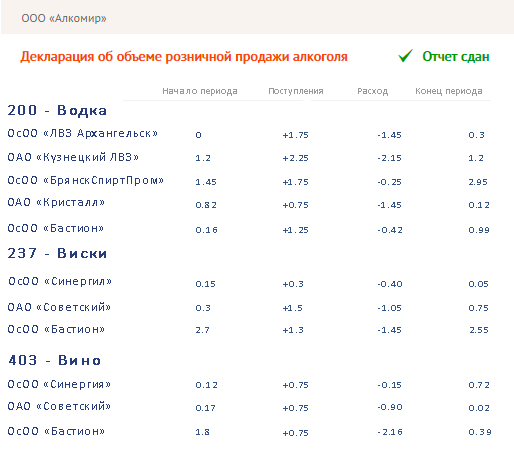 ООО «Алкомир»
Декларация об объеме розничной продажи алкоголя Отчет сдан
Начало периода Поступления Расход Конец периода
200 - Водка
ОсОО «ЛВЗ Архангельск» 0 +1.75 -1.45 0.3
ОАО «Кузнецкий ЛВЗ» 1.2 +2.25 -2.15 1.2
ОсОО «БрянскСпиртПром» 1.45 +1.75 -0.25 2.95
ОАО «Кристалл» 0.82 +0.75 -1.45 0.12
ОсОО «Бастион» 0.16 +1.25 -0.42 0.99
237 - Виски
ОсОО «Синергил» 0.15 +0.3 -0.40 0.05
ОАО «Советский» 0.3 +1.5 -1.05 0.75
ОсОО «Бастион» 2.7 +1.3 -1.45 2.55
403 - Вино
ОсОО «Синергия» 0.12 +0.75 -0.15 0.72
ОАО «Советский» 0.17 +0.75 -0.90 0.02
ОсОО «Бастион» 1.8 +0.75 -2.16 0.39